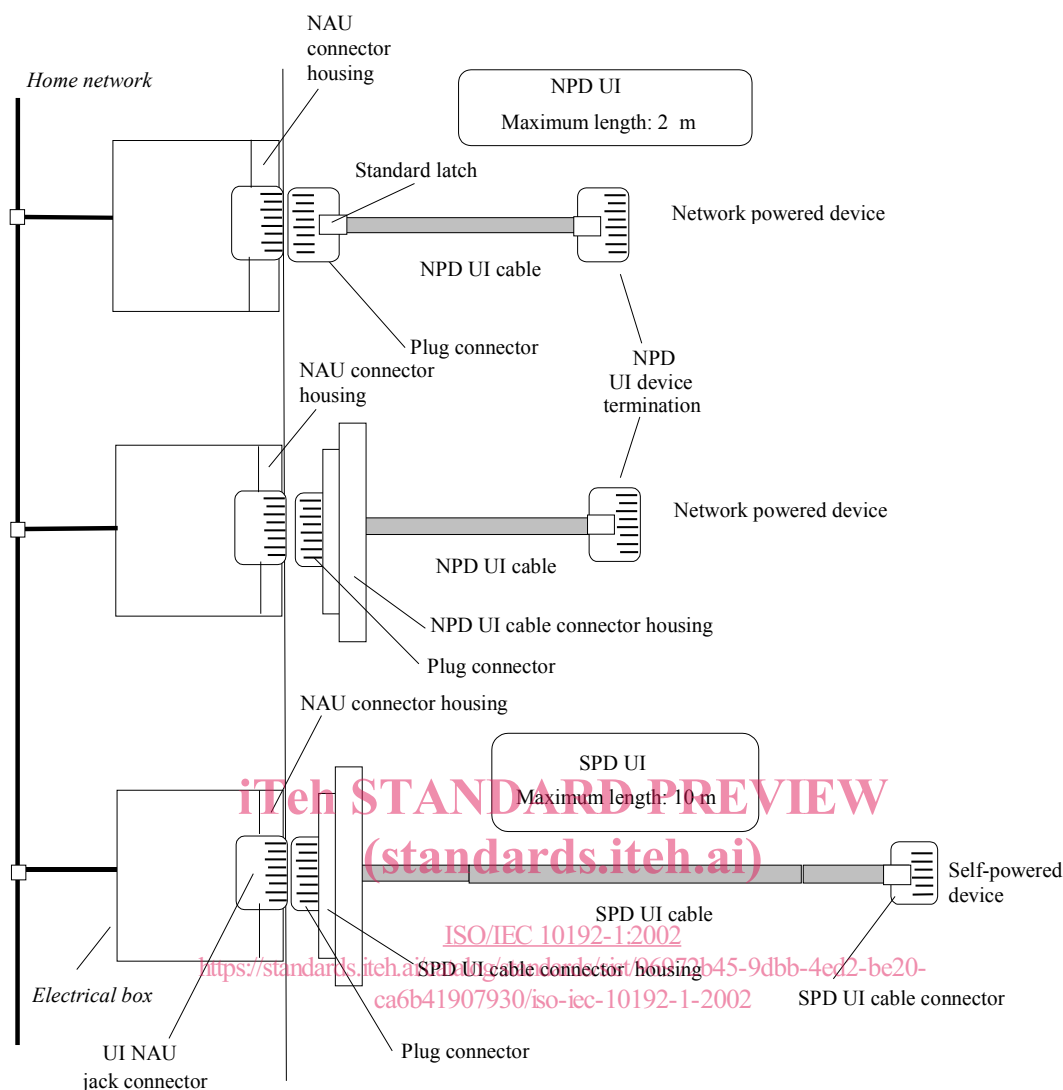 NAU
connector
housing
Home network
NPD UI
Maximum length: 2 m
Standard latch
Network powered device
NPD UI cable
Plug connector
NAU connector
housing
NPD
UI device
termination
Network powered device
NPD UI cable
NPD UI cable connector housing
Plug connector
NAU connector housing
SPD UI
Maximum length: 10 m
iTeh STANDARD PREVIEW
(standards.iteh.ai)
Self-powered
device
SPD UI cable
ISO/IEC 10192-1:2002
SPD UI cable connector housing
ca6b41907930/iso-iec-10192-1-2002
Electrical box
SPD UI cable connector
UI NAU
jack connector
Plug connector